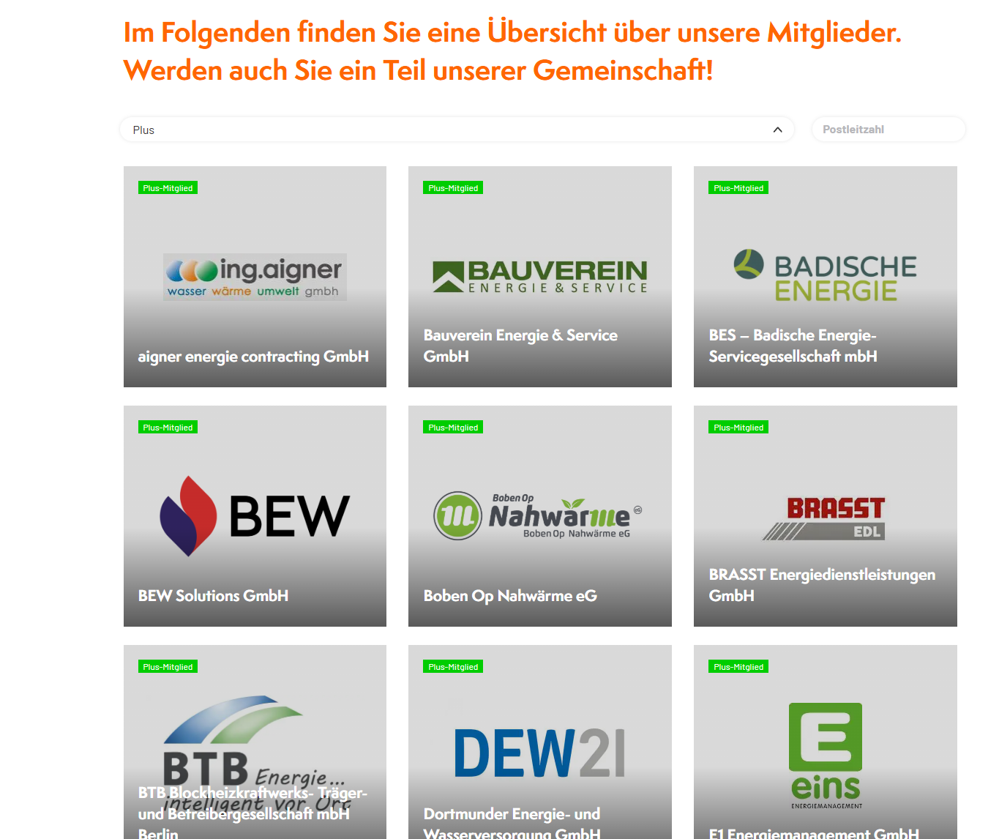 Im Folgenden finden Sie eine Übersicht über unsere Mitglieder.
Werden auch Sie ein Teil unserer Gemeinschaft!
Plus
Postleitzahl
Plus-Mitglied
ing.aigner
wasser wärme umwelt gmbh
aigner energie contracting GmbH
Plus-Mitglied
BAUVEREIN
ENERGIE & SERVICE
Bauverein Energie & Service
GmbH
Plus-Mitglied
BADISCHE
ENERGIE
BES – Badische Energie-
Servicegesellschaft mbH
Plus-Mitglied
BEW
BEW Solutions GmbH
Plus-Mitglied
m
Boben Op
Nahwärme eG
Boben Op Nahwärme eG
Boben Op Nahwärme eG
Plus-Mitglied
BRASST
EDL
BRASST Energiedienstleistungen
GmbH
Plus-Mitglied
BTB Energie...
intelligent vor Ort
BTB Blockheizkraftwerks- Träger-
und Betreibergesellschaft mbH
Berlin
Plus-Mitglied
DEW21
Dortmunder Energie- und
Wasserversorgung GmbH
Plus-Mitglied
E
eins
ENERGIEMANAGEMENT
E1 Energiemanagement GmbH